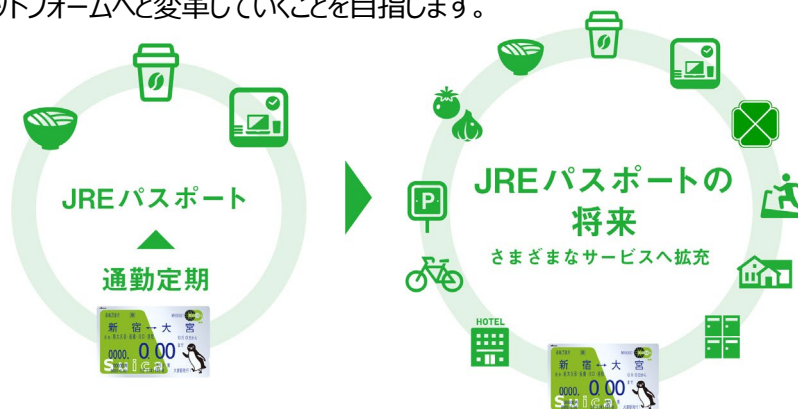 ットフォームへと変革していくことを目指します。
JREパスポート
通勤定期
新宿↔大宮
0000. 0.00
Suica
JREパスポートの
将来
さまざまなサービスへ拡充
P
HOTEL
新宿↔大宮
0000. 0.00
Suica